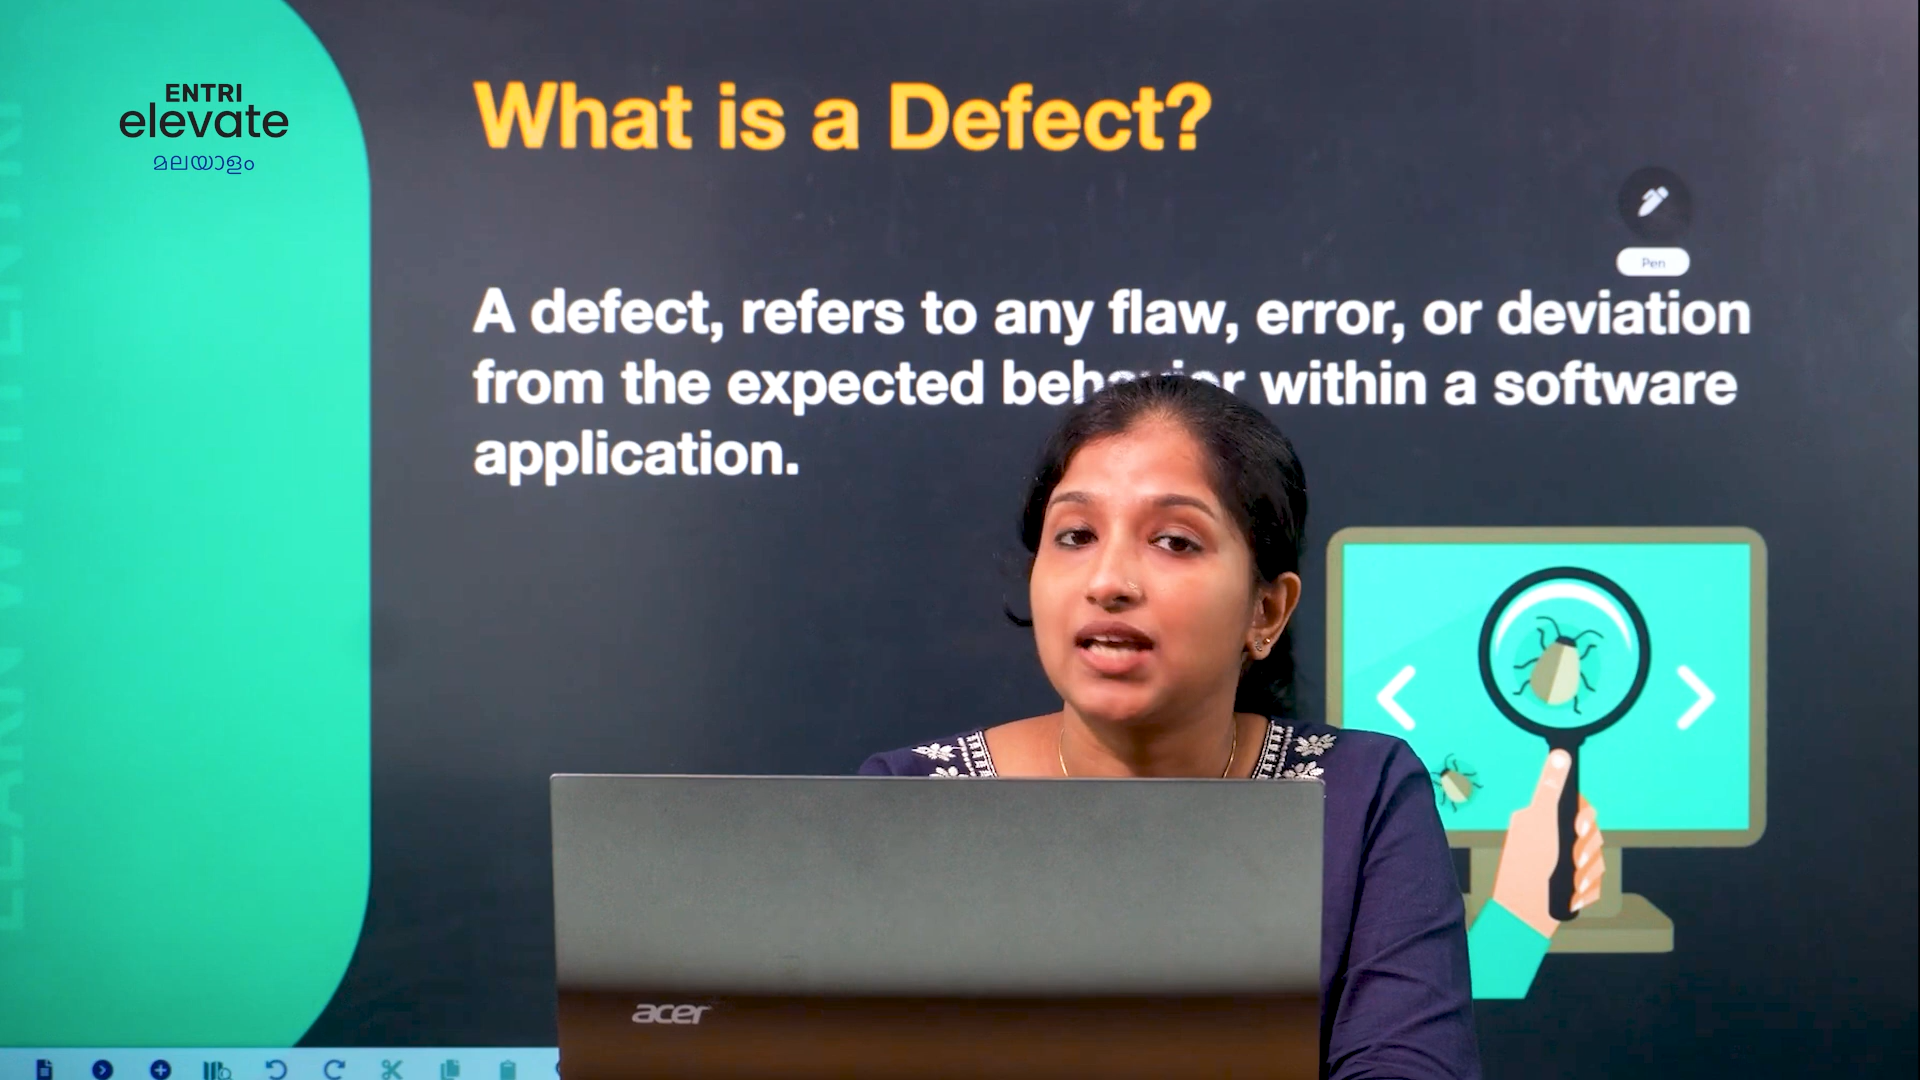 ENTRI
elevate
മലയാളം
What is a Defect?
Pen
A defect, refers to any flaw, error, or deviation
from the expected behavior within a software
application.
acer